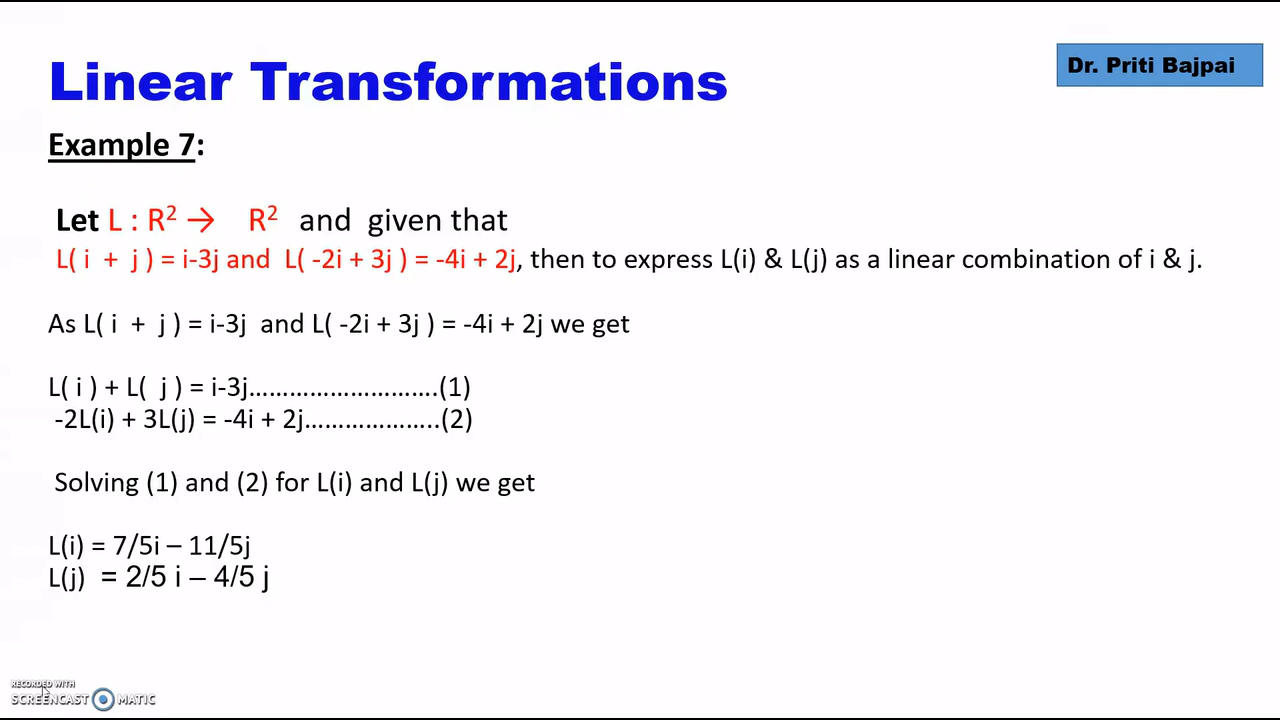 Linear Transformations
Dr. Priti Bajpai
Example 7:
Let L : R² → R² and given that
L( i + j ) = i-3j and L( -2i + 3j ) = -4i + 2j, then to express L(i) & L(j) as a linear combination of i & j.
As L( i + j ) = i-3j and L( -2i + 3j ) = -4i + 2j we get
L( i ) + L( j ) = i-3j……………………….(1)
-2L(i) + 3L(j) = -4i + 2j………………..(2)
Solving (1) and (2) for L(i) and L(j) we get
L(i) = 7/5i – 11/5j
L(j) = 2/5 i – 4/5 j
RECORDED WITH
SCREENCAST MATIC